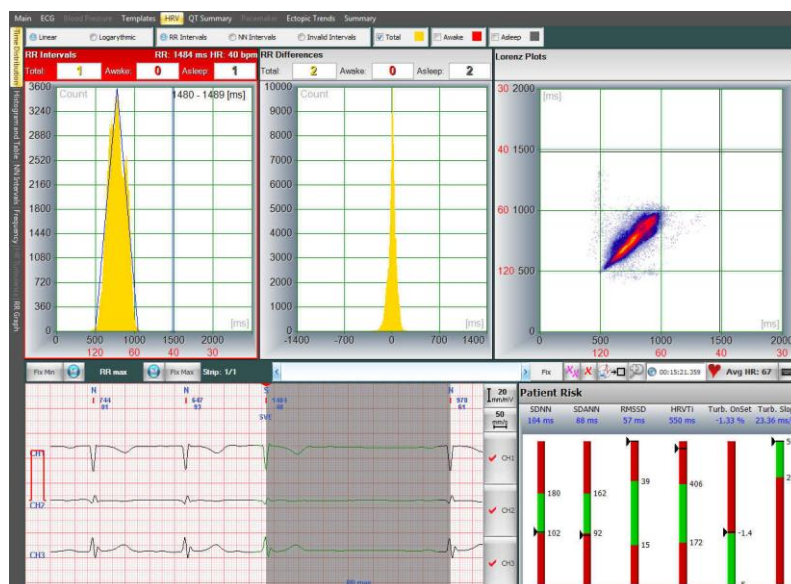 Main ECG Blood Pressure Templates HRV QT Summary Pacemaker Ectopic Trends Summary
Linear Logarythmic RR Intervals NN Intervals Invalid Intervals Total Awake Asleep
Time Distribution Histogram and Table NN Intervals Frequency RR Graph
RR Intervals RR: 1484 ms HR: 40 bpm
Total: 1 Awake: 0 Asleep: 1
Count 1480 - 1489 [ms]
3600
3240
2880
2520
2160
1800
1440
1080
720
360
0
[ms]
0 500 1000 1500 2000
120 60 40 30
RR Differences
Total: 2 Awake: 0 Asleep: 2
Count
10000
9000
8000
7000
6000
5000
4000
3000
2000
1000
0
[ms]
-1400 -700 0 700 1400
Lorenz Plots
[ms]
30 2000
40 1500
60 1000
120 500
[ms]
0 500 1000 1500 2000
120 60 40 30
Fix Min RR max Fix Max Strip: 1/1 Fix 00:15:21.359 Avg HR: 67
N N S N
744 647 1484 978
81 93 40 61
SVE
CH1
CH2
CH3
RR max
20
mm/mV
50
mm/s
CH1
CH2
CH3
Patient Risk
SDNN SDANN RMSSD HRVTi Turb. OnSet Turb. Slo
104 ms 88 ms 57 ms 550 ms -1.33 % 23.36 ms/
180 162 39 406
102 92 15 172 -1.4